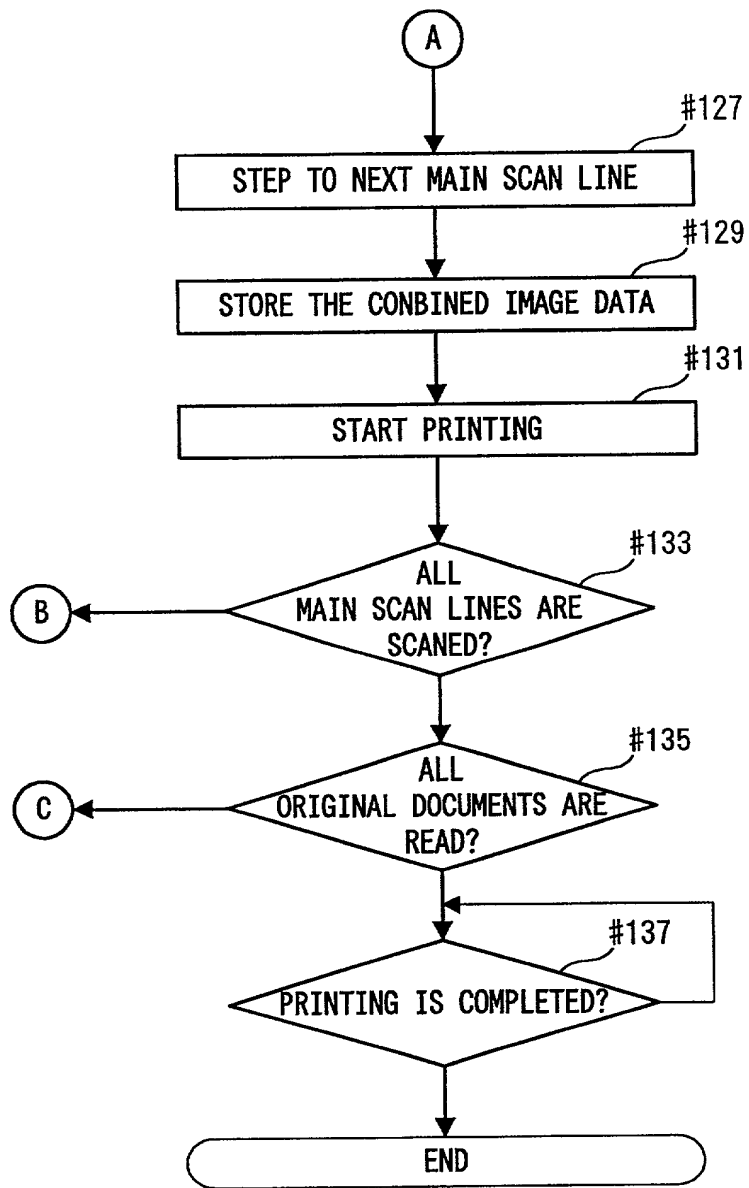 A
#127
STEP TO NEXT MAIN SCAN LINE
#129
STORE THE CONBINED IMAGE DATA
#131
START PRINTING
#133
ALL
MAIN SCAN LINES ARE
SCANED?
B
#135
ALL
ORIGINAL DOCUMENTS ARE
READ?
C
#137
PRINTING IS COMPLETED?
END